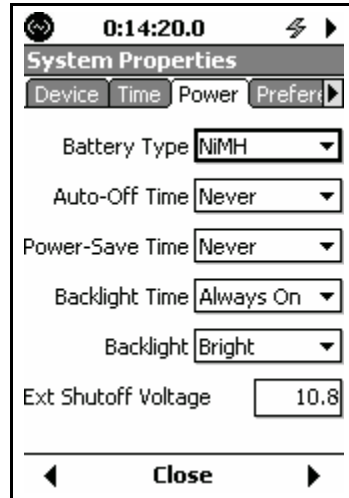 0:14:20.0
System Properties
Device Time Power Prefere
Battery Type NiMH
Auto-Off Time Never
Power-Save Time Never
Backlight Time Always On
Backlight Bright
Ext Shutoff Voltage 10.8
Close